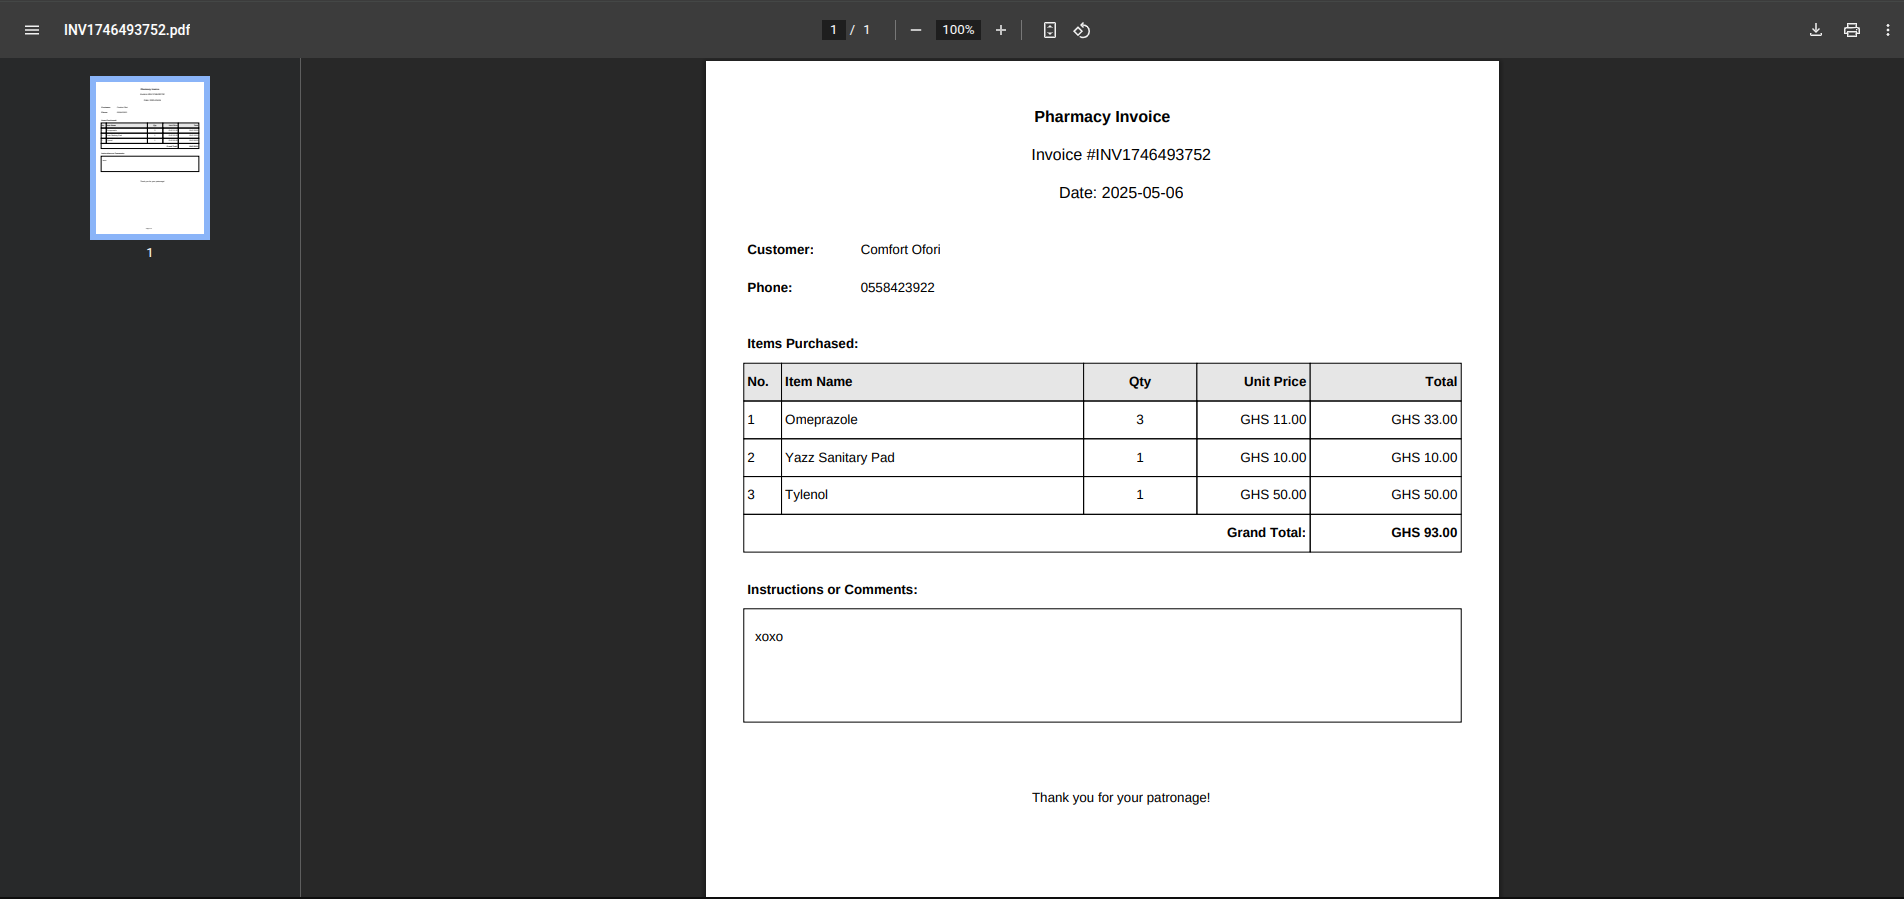 INV1746493752.pdf
1 / 1
100%
1
Pharmacy Invoice
Invoice #INV1746493752
Date: 2025-05-06
Customer: Comfort Ofori
Phone: 0558423922
Items Purchased:
No. Item Name Qty Unit Price Total
1 Omeprazole 3 GHS 11.00 GHS 33.00
2 Yazz Sanitary Pad 1 GHS 10.00 GHS 10.00
3 Tylenol 1 GHS 50.00 GHS 50.00
Grand Total: GHS 93.00
Instructions or Comments:
xoxo
Thank you for your patronage!